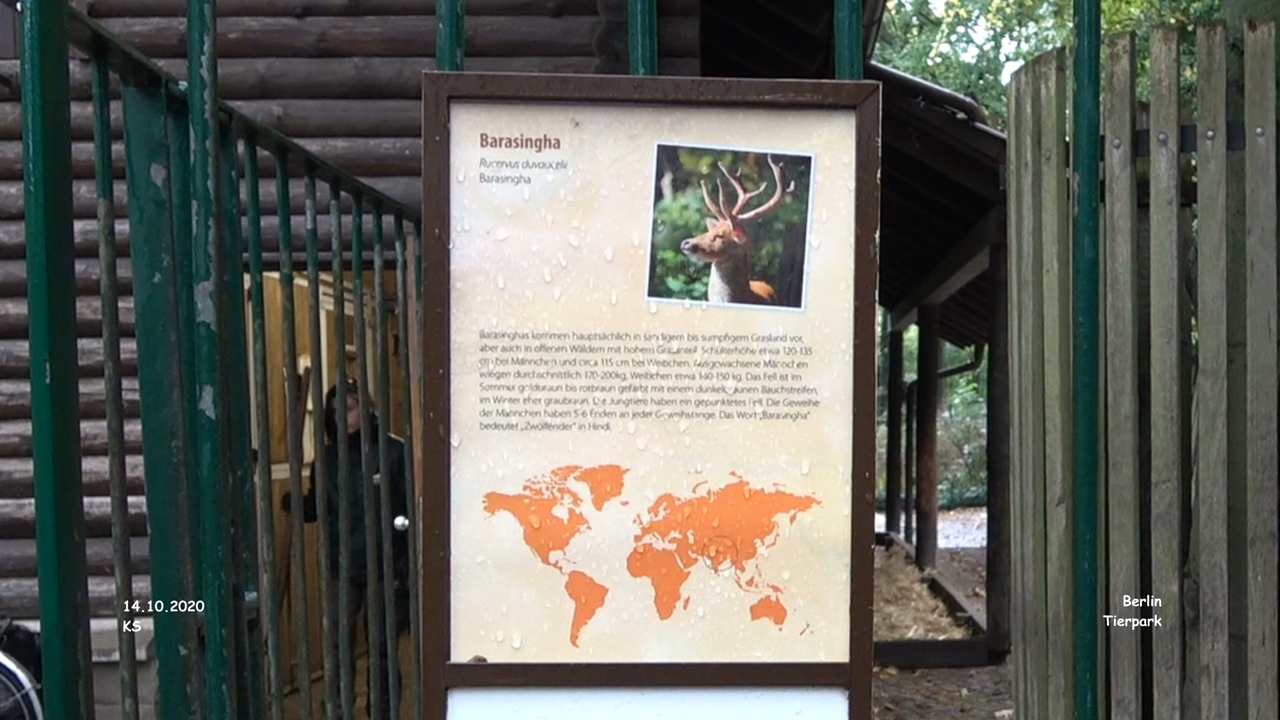 Barasingha
Rucervus duvaucelii
Barasingha
Barasinghas kommen hauptsächlich in sandigem bis sumpfigem Grasland vor,
aber auch in offenen Wäldern mit hohem Grasanteil. Schulterhöhe etwa 120-135
cm bei Männchen und circa 115 cm bei Weibchen. Ausgewachsene Männchen
wiegen durchschnittlich 170-200kg, Weibchen etwa 140-150 kg. Das Fell ist im
Sommer goldbraun bis rotbraun gefärbt mit einem dunkelbraunen Bauchstreifen,
im Winter eher graubraun. Die Jungtiere haben ein gepunktetes Fell. Die Geweihe
der Männchen haben 5-6 Enden an jeder Geweihstange. Das Wort „Barasingha"
bedeutet „Zwölfender" in Hindi.
14.10.2020
KS
Berlin
Tierpark